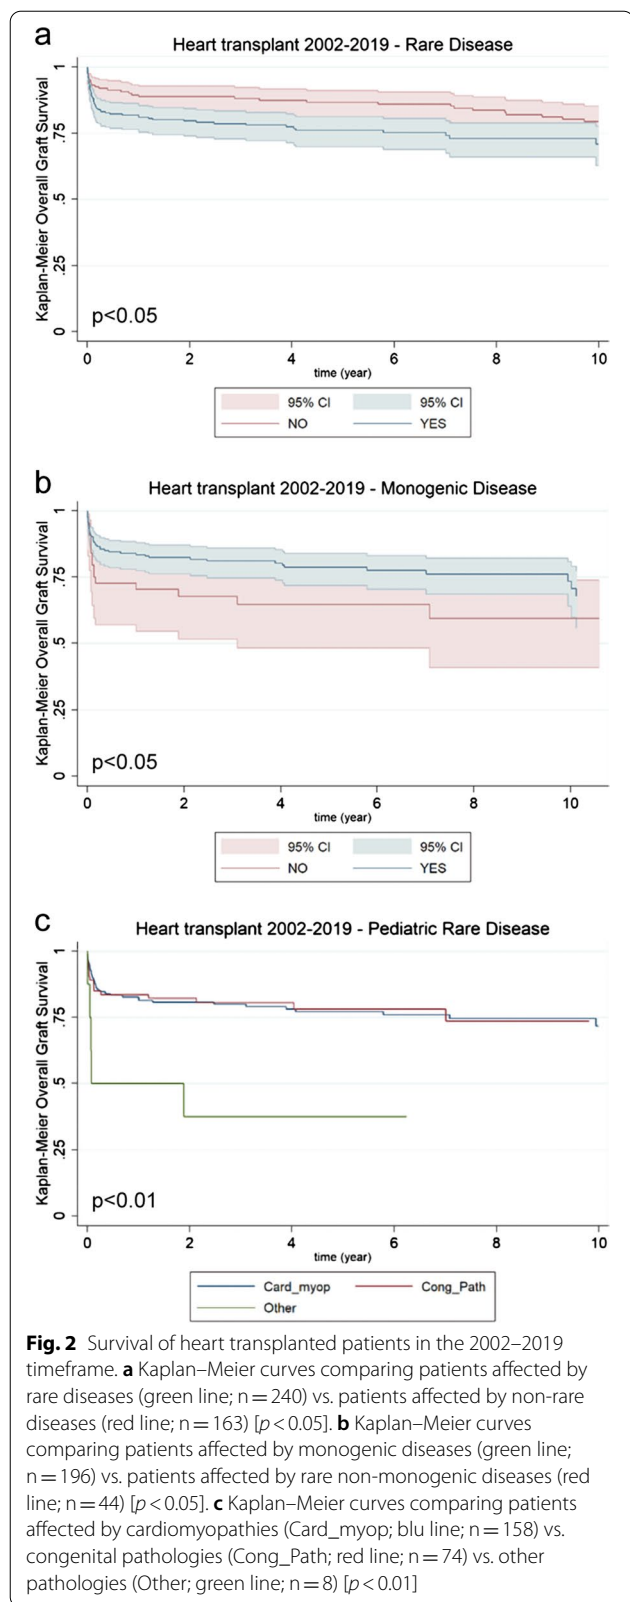 a
Heart transplant 2002-2019 - Rare Disease
Kaplan-Meier Overall Graft Survival
1
.75
.5
.25
0
p<0.05
0 2 4 6 8 10
time (year)
95% CI 95% CI
NO YES
b
Heart transplant 2002-2019 - Monogenic Disease
Kaplan-Meier Overall Graft Survival
1
.75
.5
.25
0
p<0.05
0 2 4 6 8 10
time (year)
95% CI 95% CI
NO YES
c
Heart transplant 2002-2019 - Pediatric Rare Disease
Kaplan-Meier Overall Graft Survival
1
.75
.5
.25
0
p<0.01
0 2 4 6 8 10
time (year)
Card_myop Cong_Path
Other
Fig. 2 Survival of heart transplanted patients in the 2002–2019
timeframe. a Kaplan–Meier curves comparing patients affected by
rare diseases (green line; n = 240) vs. patients affected by non-rare
diseases (red line; n = 163) [p < 0.05]. b Kaplan–Meier curves
comparing patients affected by monogenic diseases (green line;
n = 196) vs. patients affected by rare non-monogenic diseases (red
line; n = 44) [p < 0.05]. c Kaplan–Meier curves comparing patients
affected by cardiomyopathies (Card_myop; blu line; n = 158) vs.
congenital pathologies (Cong_Path; red line; n = 74) vs. other
pathologies (Other; green line; n = 8) [p < 0.01]